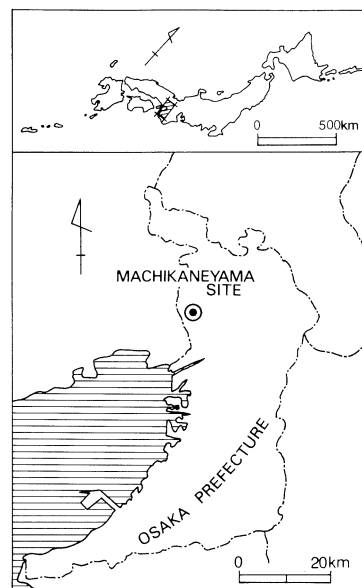 0 500km
MACHIKANEYAMA
SITE
OSAKA PREFECTURE
0 20km